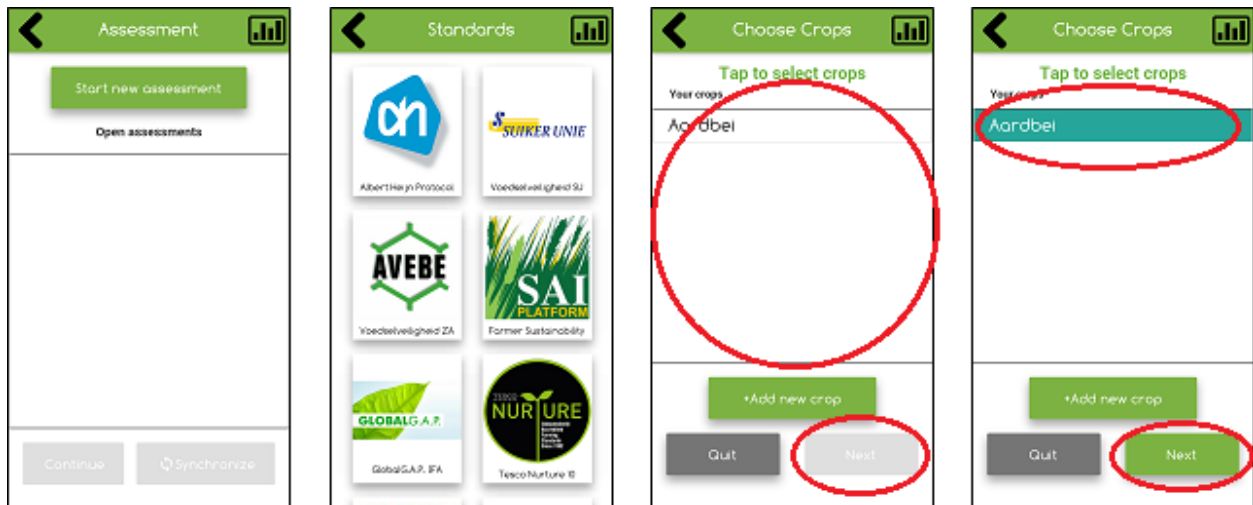 Assessment
Start new assessment
Open assessments
Continue
Synchronize
Standards
ah
Albert Heijn Protocol
SUIKER UNIE
Voedselveiligheid SU
AVEBE
Voedselveiligheid ZA
SAI
PLATFORM
Farmer Sustainability
GLOBALG.A.P.
GlobalG.A.P. IFA
TESCO
NURTURE
Tesco Nurture 10
Choose Crops
Tap to select crops
Your crops
Aardbei
+Add new crop
Quit
Next
Choose Crops
Tap to select crops
Your crops
Aardbei
+Add new crop
Quit
Next